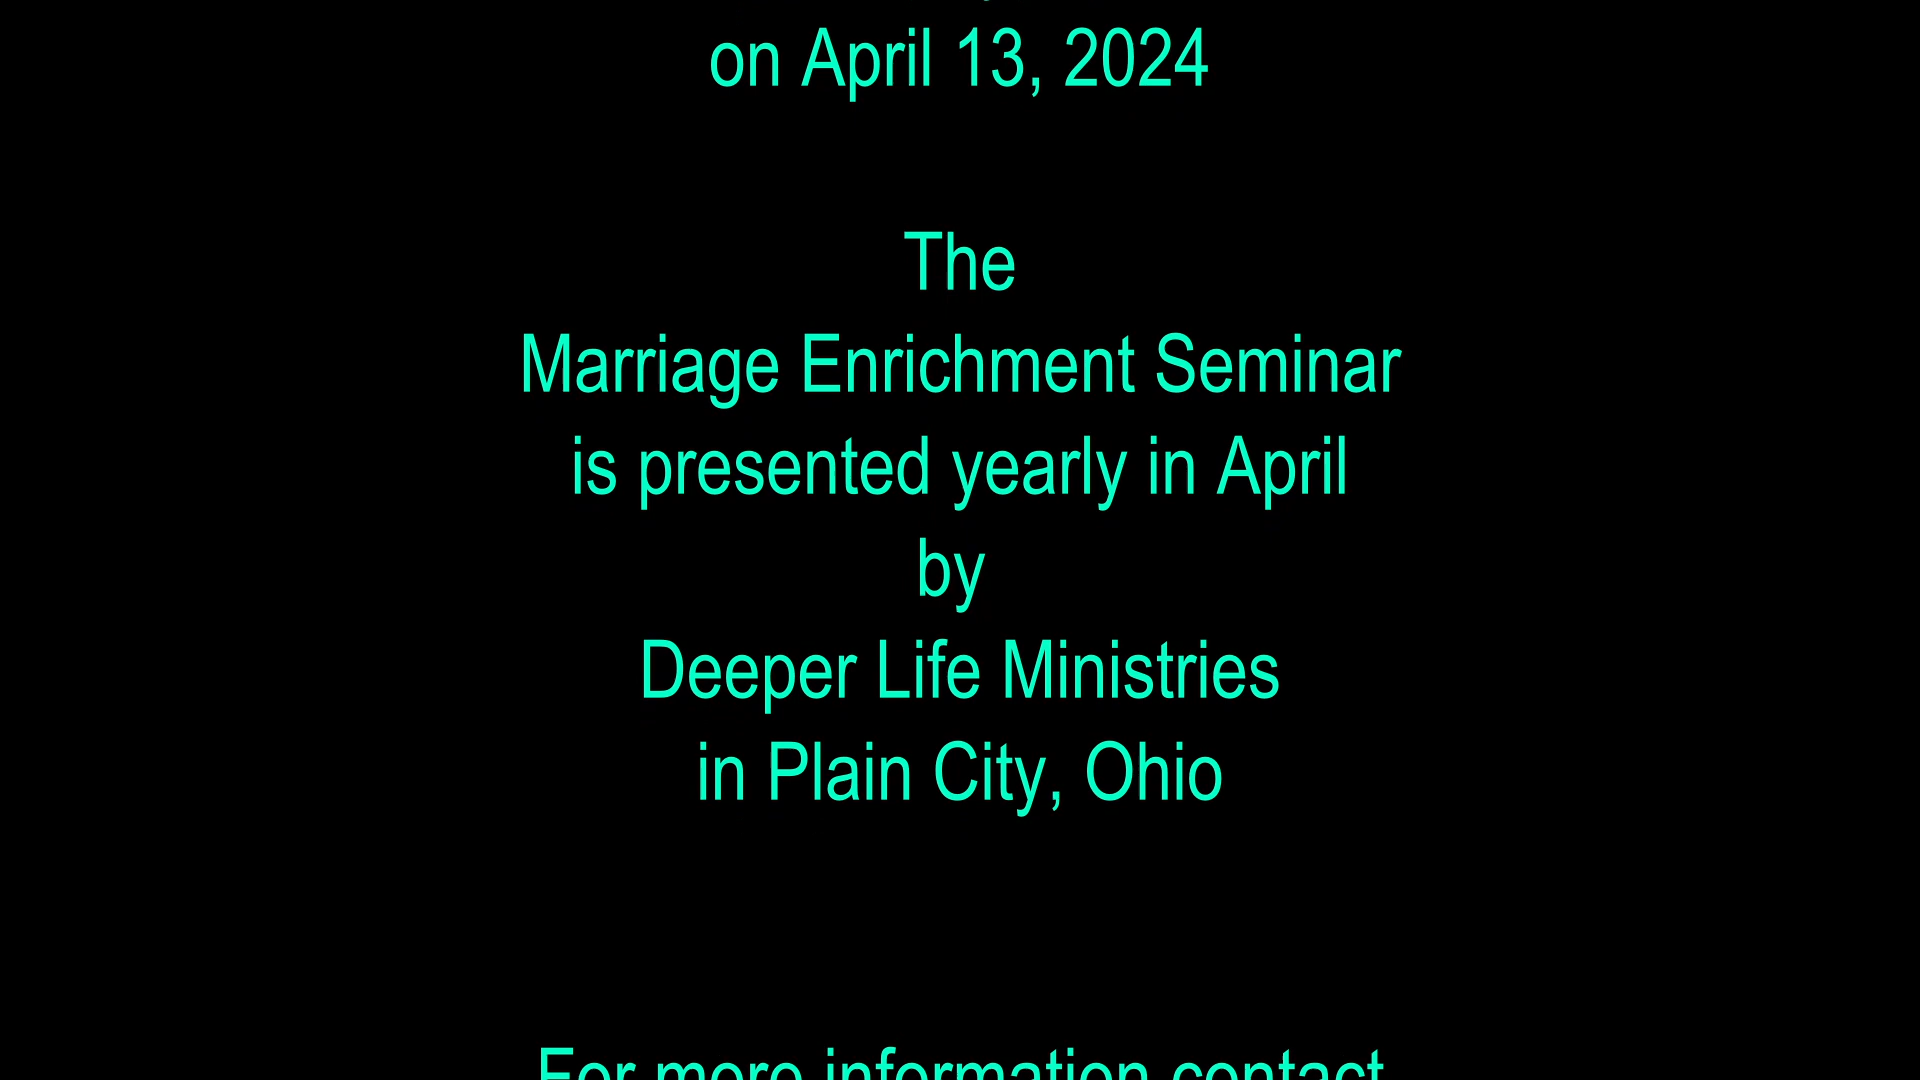 on April 13, 2024
The
Marriage Enrichment Seminar
is presented yearly in April
by
Deeper Life Ministries
in Plain City, Ohio
For more information contact